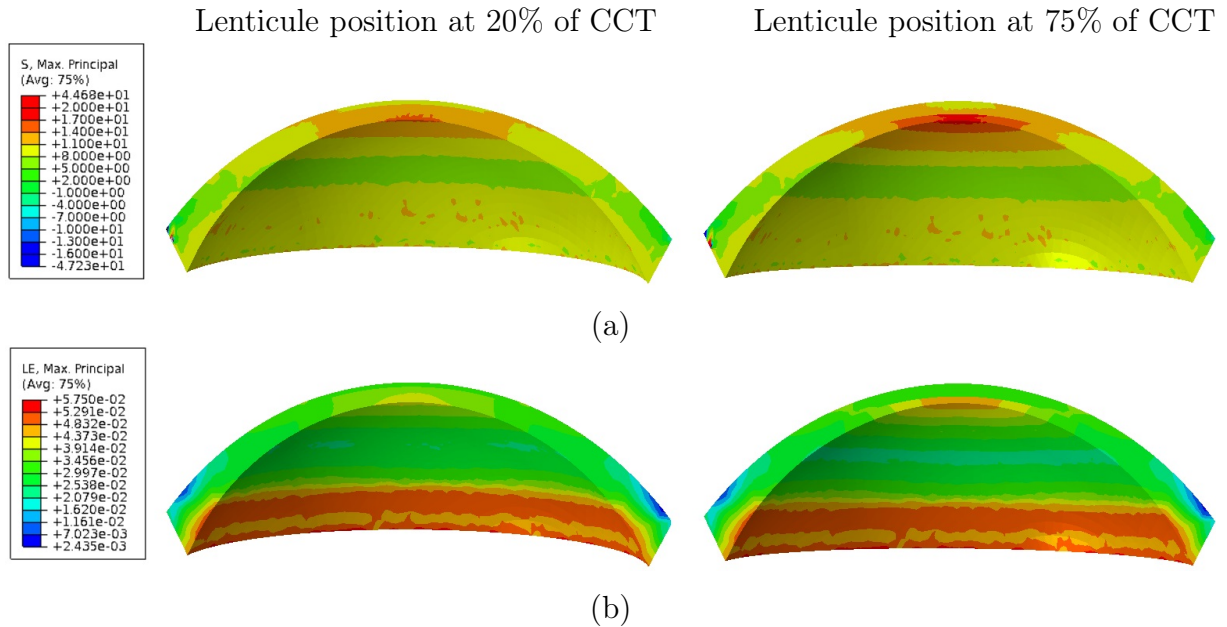 Lenticule position at 20% of CCT
Lenticule position at 75% of CCT
S, Max. Principal
(Avg: 75%)
+4.468e+01
+2.000e+01
+1.700e+01
+1.400e+01
+1.100e+01
+8.000e+00
+5.000e+00
+2.000e+00
-1.000e+00
-4.000e+00
-7.000e+00
-1.000e+01
-1.300e+01
-1.600e+01
-4.723e+01
(a)
LE, Max. Principal
(Avg: 75%)
+5.750e-02
+5.291e-02
+4.832e-02
+4.373e-02
+3.914e-02
+3.456e-02
+2.997e-02
+2.538e-02
+2.079e-02
+1.620e-02
+1.161e-02
+7.023e-03
+2.435e-03
(b)